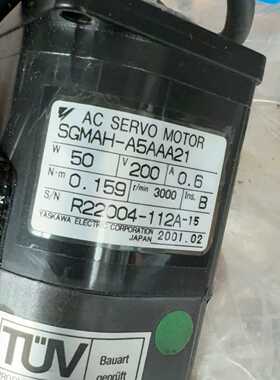 AC SERVO MOTOR
SGMAH-A5AAA21
W 50 V 200 A 0.6
N·m 0.159 r/min 3000 Ins. B
S/N R22004-112A-15
YASKAWA ELECTRIC CORPORATION
JAPAN 2001.02
TÜV
Bauart
geprüft